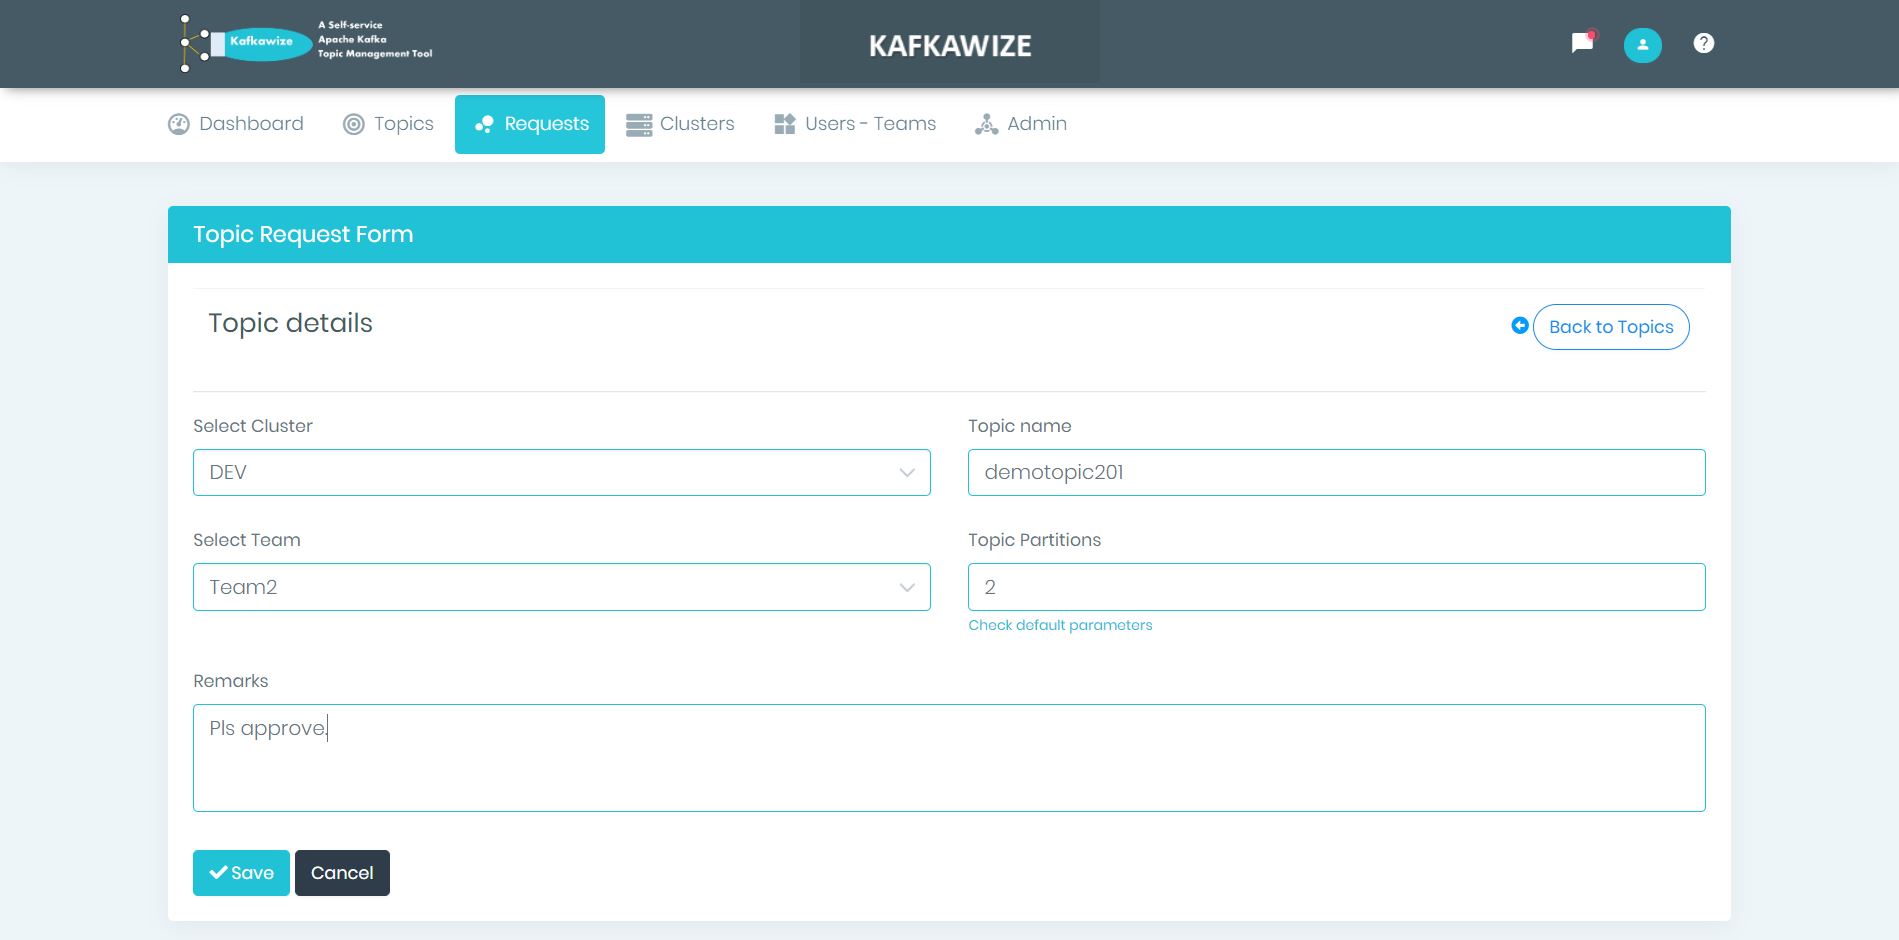 Kafkawize
A Self-service
Apache Kafka
Topic Management Tool
KAFKAWIZE
Dashboard
Topics
Requests
Clusters
Users - Teams
Admin
Topic Request Form
Topic details
Back to Topics
Select Cluster
Topic name
DEV
demotopic201
Select Team
Topic Partitions
Team2
2
Check default parameters
Remarks
Pls approve.
Save
Cancel